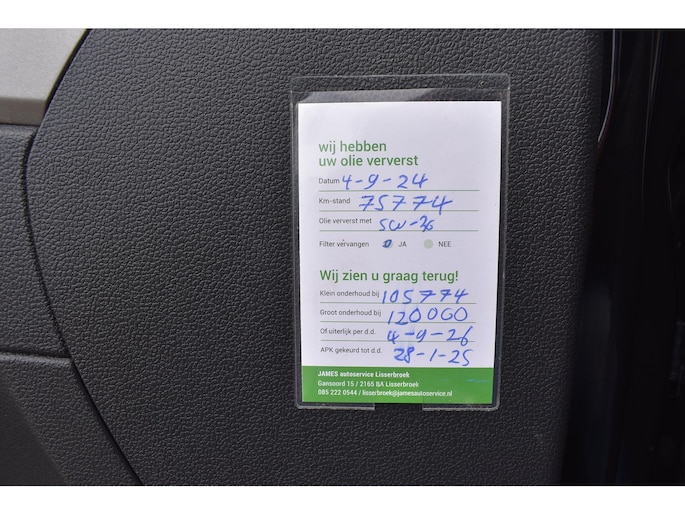 wij hebben
uw olie ververst
Datum 4-9-24
Km-stand 75774
Olie ververst met 5W-30
Filter vervangen JA NEE
Wij zien u graag terug!
Klein onderhoud bij 105774
Groot onderhoud bij 120000
Of uiterlijk per d.d. 4-9-26
APK gekeurd tot d.d. 28-1-25
JAMES autoservice Lisserbroek
Gansoord 15 / 2165 BA Lisserbroek
085 222 0544 / lisserbroek@jamesautoservice.nl